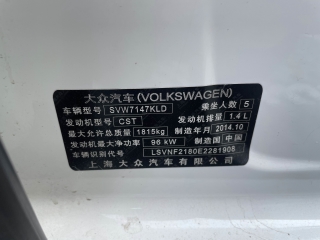 大众汽车(VOLKSWAGEN)
车辆型号 SVW7147KLD 乘坐人数 5
发动机型号 CST 发动机排量 1.4 L
最大允许总质量 1815kg 制造年月 2014.10
发动机最大净功率 96 kW 制造国 中国
车辆识别代号 LSVNF2180E2281908
上海大众汽车有限公司